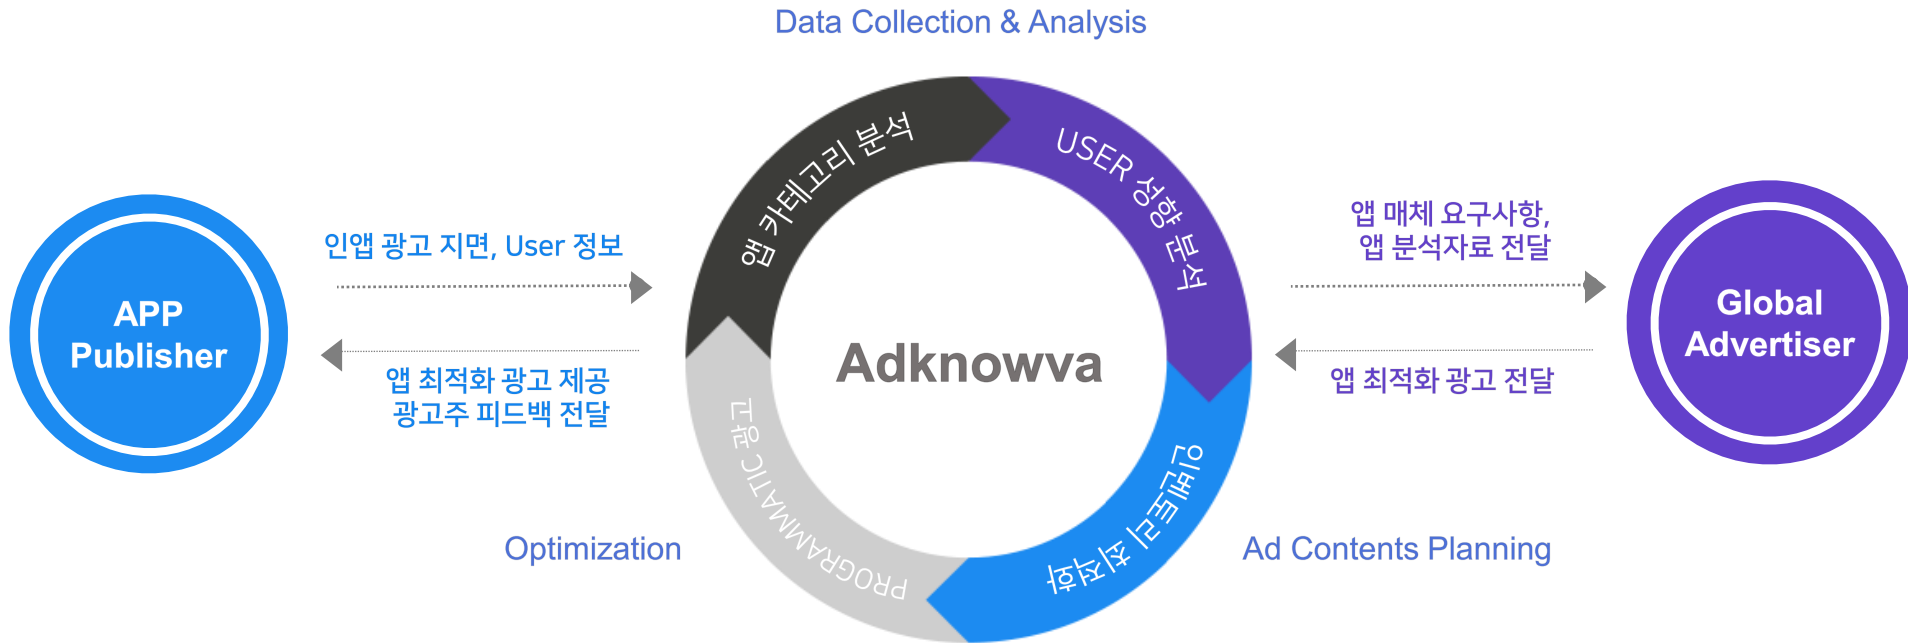 Data Collection & Analysis
앱 카테고리 분석
USER 성향 분석
인벤토리 최적화
PROGRAMMATIC 운영
Adknowva
APP
Publisher
인앱 광고 지면, User 정보
앱 최적화 광고 제공
광고주 피드백 전달
앱 매체 요구사항,
앱 분석자료 전달
앱 최적화 광고 전달
Global
Advertiser
Optimization
Ad Contents Planning